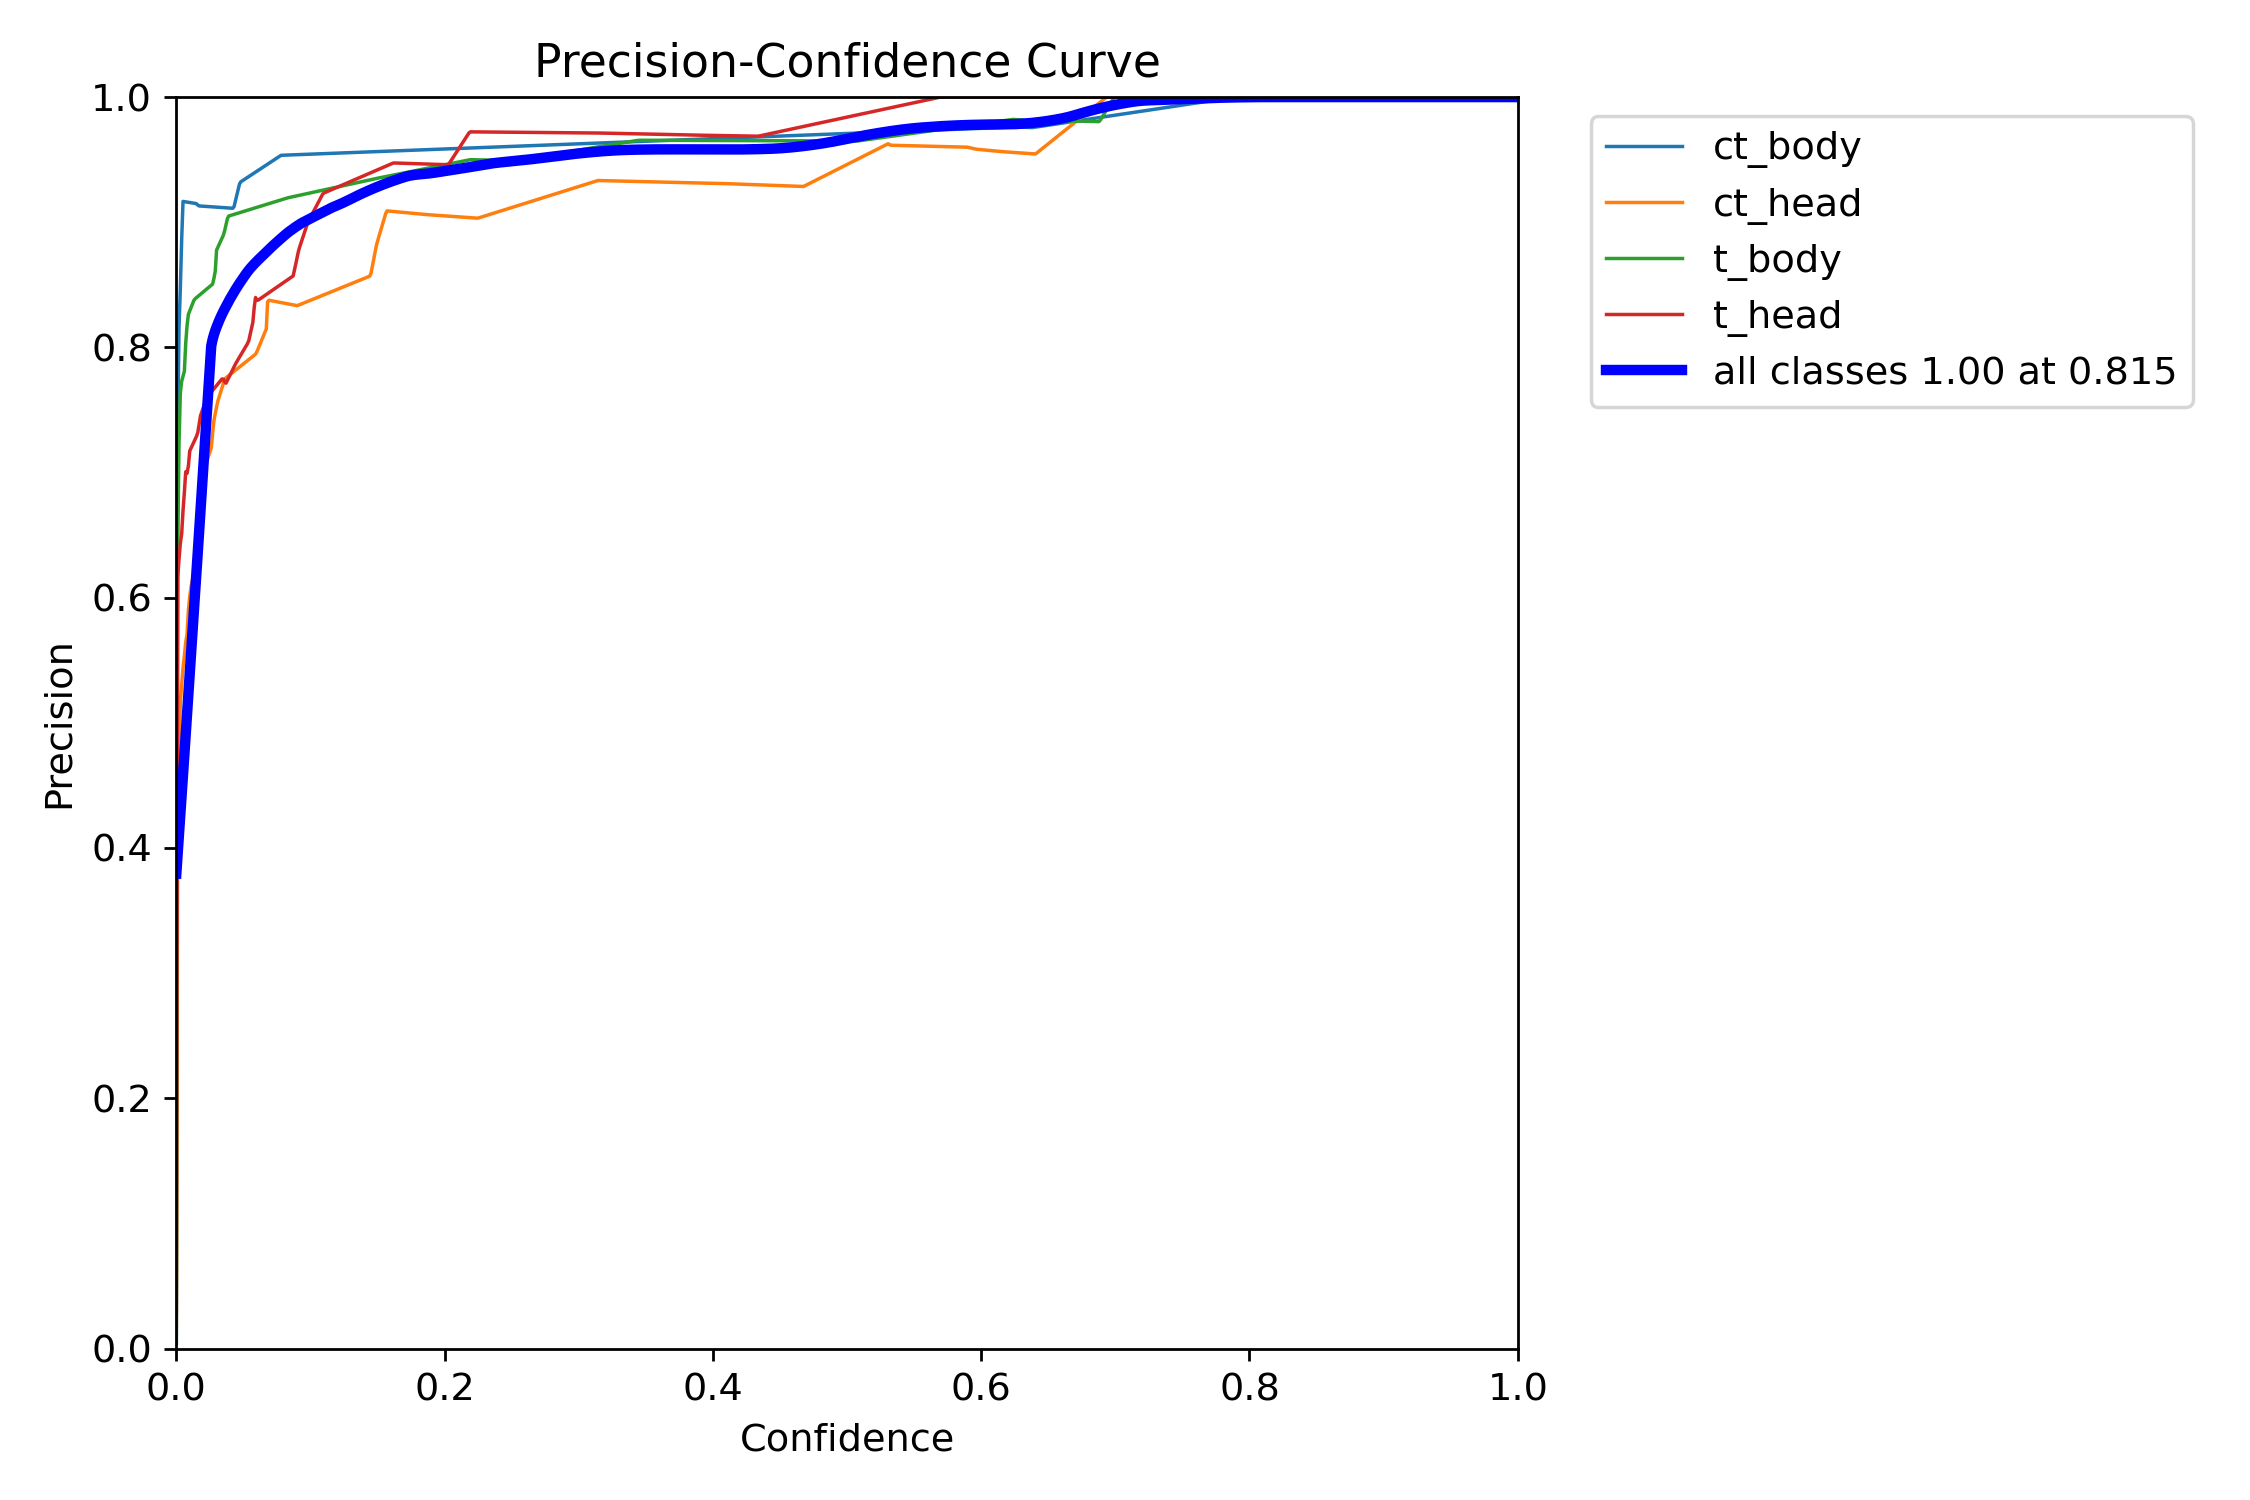 Precision-Confidence Curve
1.0
0.8
0.6
0.4
0.2
0.0
Precision
0.0 0.2 0.4 0.6 0.8 1.0
Confidence
ct_body
ct_head
t_body
t_head
all classes 1.00 at 0.815